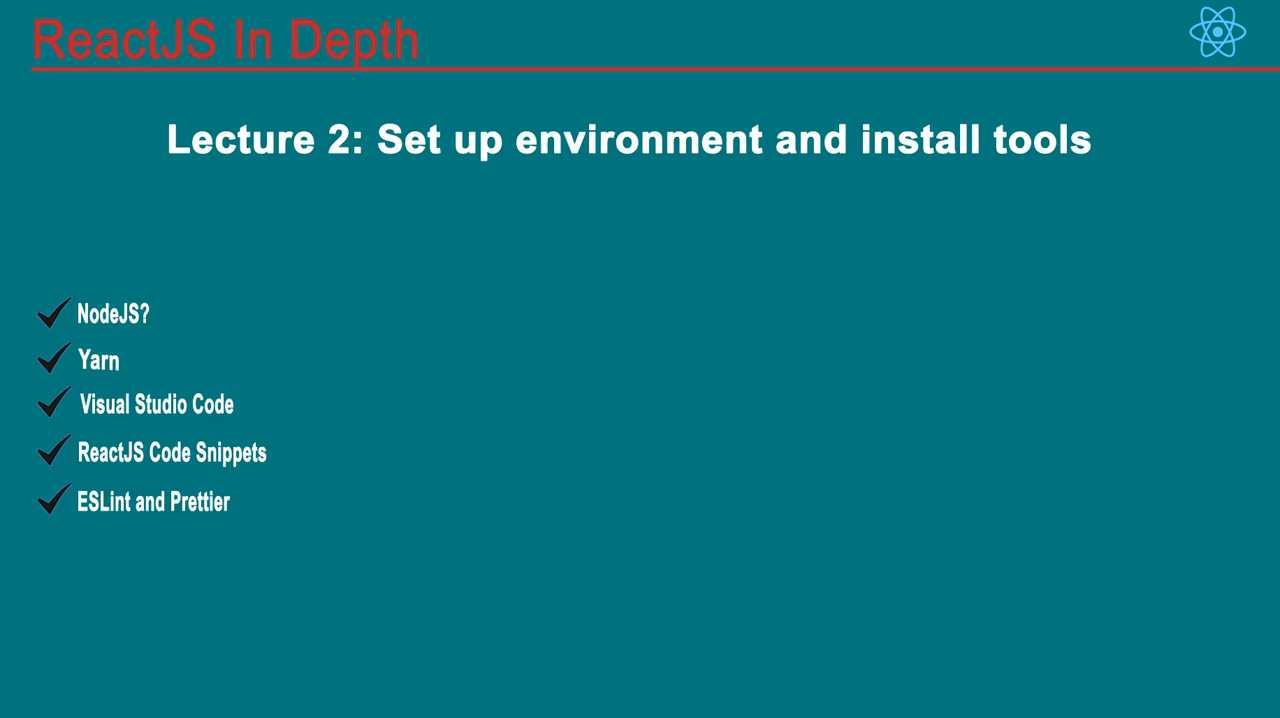 ReactJS In Depth
Lecture 2: Set up environment and install tools
NodeJS?
Yarn
Visual Studio Code
ReactJS Code Snippets
ESLint and Prettier